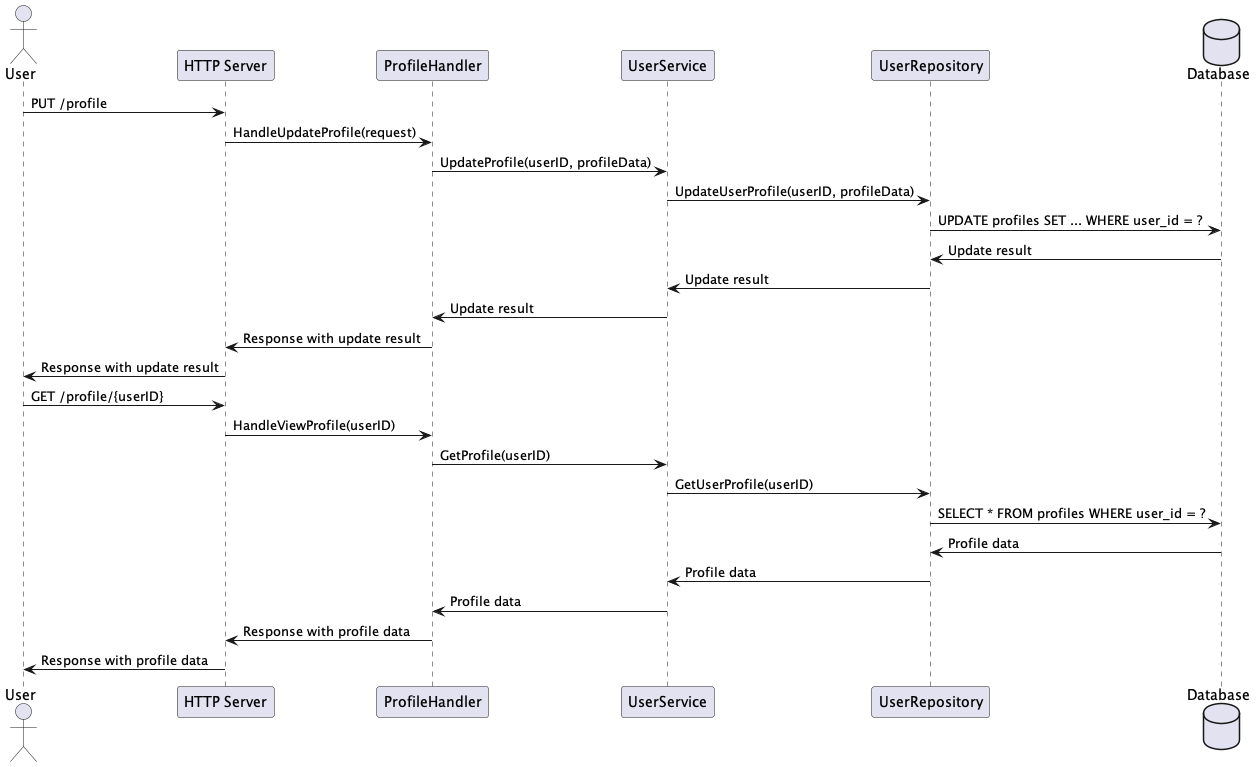 User
HTTP Server
ProfileHandler
UserService
UserRepository
Database
PUT /profile
HandleUpdateProfile(request)
UpdateProfile(userID, profileData)
UpdateUserProfile(userID, profileData)
UPDATE profiles SET ... WHERE user_id = ?
Update result
Update result
Update result
Response with update result
Response with update result
GET /profile/{userID}
HandleViewProfile(userID)
GetProfile(userID)
GetUserProfile(userID)
SELECT * FROM profiles WHERE user_id = ?
Profile data
Profile data
Profile data
Response with profile data
Response with profile data
User
HTTP Server
ProfileHandler
UserService
UserRepository
Database